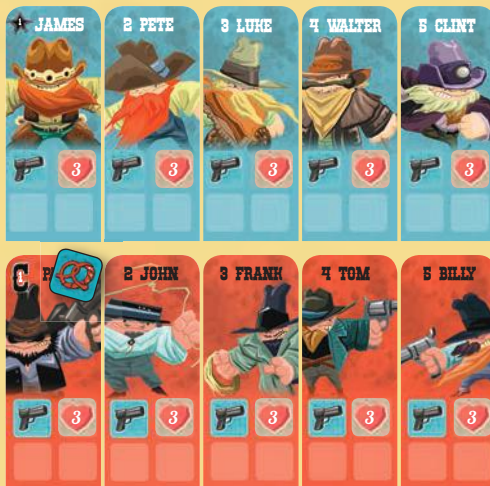 1 JAMES 2 PETE 3 LUKE 4 WALTER 5 CLINT
3 3 3 3 3
1 2 JOHN 3 FRANK 4 TOM 5 BILLY
3 3 3 3 3